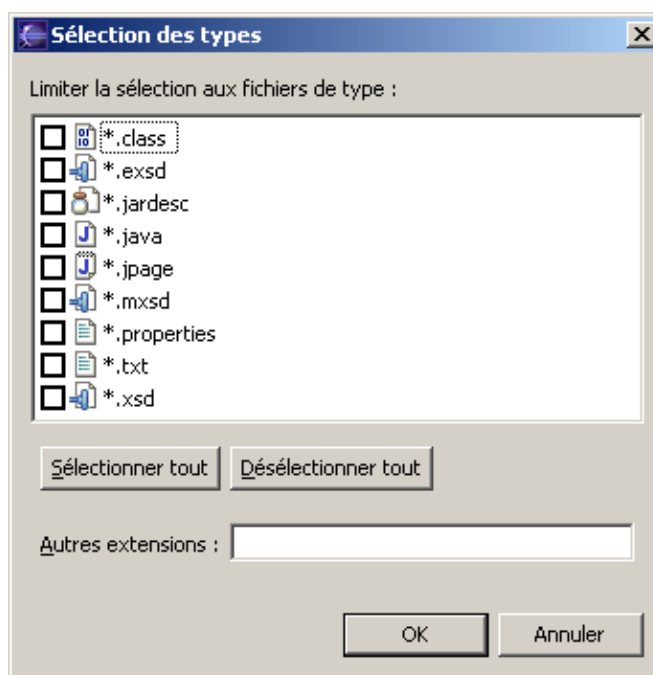 Sélection des types
Limiter la sélection aux fichiers de type :
*.class
*.exsd
*.jardesc
*.java
*.jpage
*.mxsd
*.properties
*.txt
*.xsd
Sélectionner tout Désélectionner tout
Autres extensions :
OK Annuler